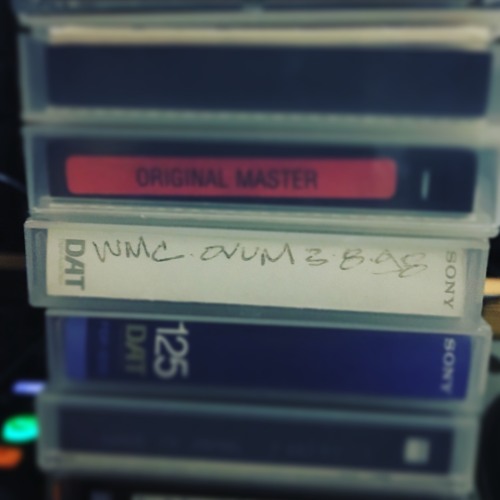 ORIGINAL MASTER
DAT WMC. OVUM 3.8.98 SONY
125
DAT
SONY